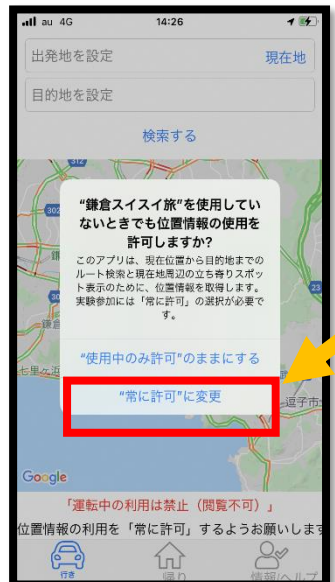 au 4G 14:26
出発地を設定 現在地
目的地を設定
検索する
312
302
23
"鎌倉スイスイ旅"を使用してい
ないときでも位置情報の使用を
許可しますか?
このアプリは、現在位置から目的地までの
ルート検索と現在地周辺の立ち寄りスポッ
ト表示のために、位置情報を取得します。
実験参加には「常に許可」の選択が必要で
す。
"使用中のみ許可"のままにする
"常に許可"に変更
逗子市
Google
「運転中の利用は禁止（閲覧不可）」
位置情報の利用を「常に許可」するようお願いしま
行き 帰り 情報/ヘルプ